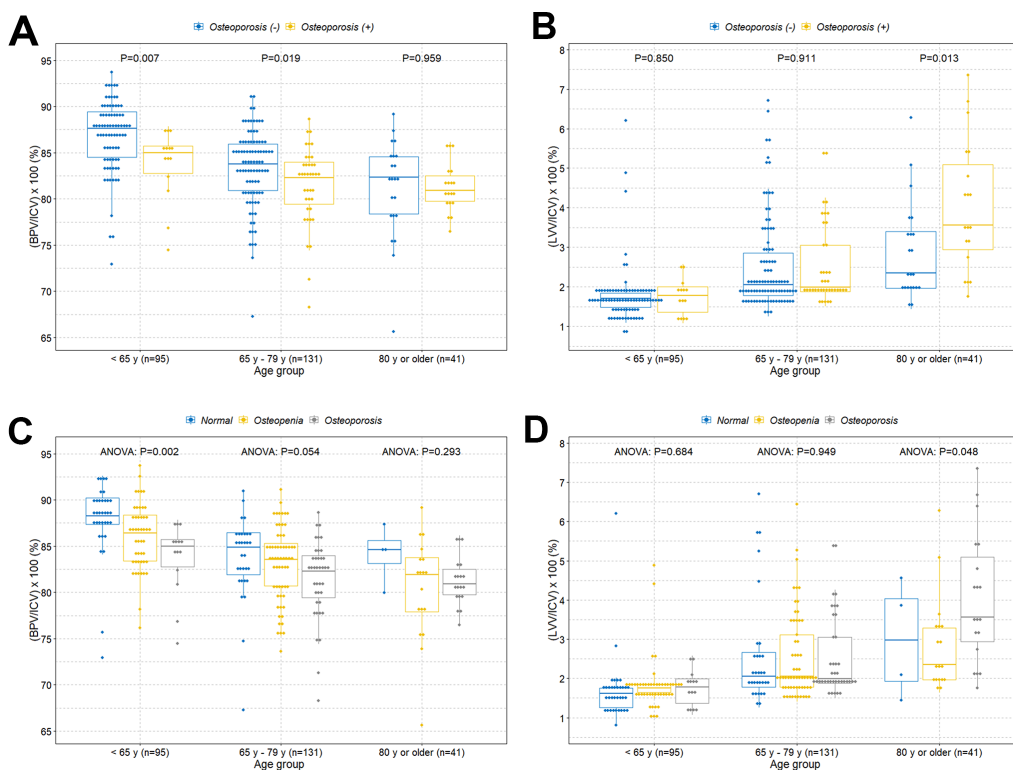 A
Osteoporosis (-) Osteoporosis (+)
P=0.007 P=0.019 P=0.959
95
90
85
80
85
70
65
(BPV/ICV) x 100 (%)
< 65 y (n=95) 65 y - 79 y (n=131) 80 y or older (n=41)
Age group
B
Osteoporosis (-) Osteoporosis (+)
P=0.850 P=0.911 P=0.013
8
7
6
5
4
3
2
1
(LVV/ICV) x 100 (%)
< 65 y (n=95) 65 y - 79 y (n=131) 80 y or older (n=41)
Age group
C
Normal Osteopenia Osteoporosis
ANOVA: P=0.002 ANOVA: P=0.054 ANOVA: P=0.293
95
90
85
80
75
70
65
(BPV/ICV) x 100 (%)
< 65 y (n=95) 65 y - 79 y (n=131) 80 y or older (n=41)
Age group
D
Normal Osteopenia Osteoporosis
ANOVA: P=0.684 ANOVA: P=0.949 ANOVA: P=0.048
8
7
6
5
4
3
2
1
(LVV/ICV) x 100 (%)
< 65 y (n=95) 65 y - 79 y (n=131) 80 y or older (n=41)
Age group